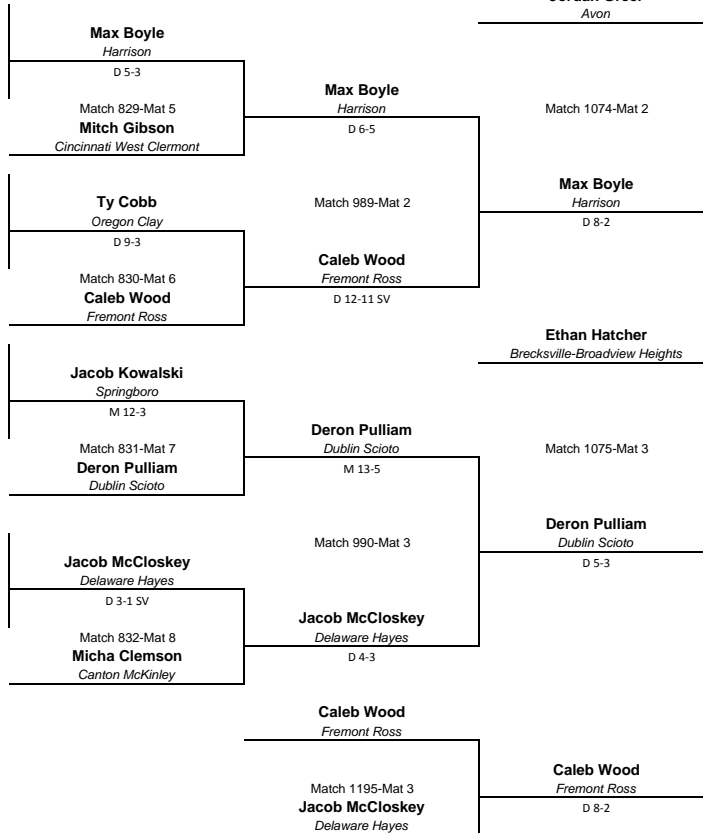 Avon
Max Boyle
Harrison
D 5-3
Match 829-Mat 5
Mitch Gibson
Cincinnati West Clermont
Max Boyle
Harrison
D 6-5
Match 1074-Mat 2
Ty Cobb
Oregon Clay
D 9-3
Match 830-Mat 6
Caleb Wood
Fremont Ross
Match 989-Mat 2
Caleb Wood
Fremont Ross
D 12-11 SV
Max Boyle
Harrison
D 8-2
Ethan Hatcher
Brecksville-Broadview Heights
Jacob Kowalski
Springboro
M 12-3
Match 831-Mat 7
Deron Pulliam
Dublin Scioto
Deron Pulliam
Dublin Scioto
M 13-5
Match 1075-Mat 3
Jacob McCloskey
Delaware Hayes
D 3-1 SV
Match 832-Mat 8
Micha Clemson
Canton McKinley
Match 990-Mat 3
Jacob McCloskey
Delaware Hayes
D 4-3
Deron Pulliam
Dublin Scioto
D 5-3
Caleb Wood
Fremont Ross
Match 1195-Mat 3
Jacob McCloskey
Delaware Hayes
Caleb Wood
Fremont Ross
D 8-2